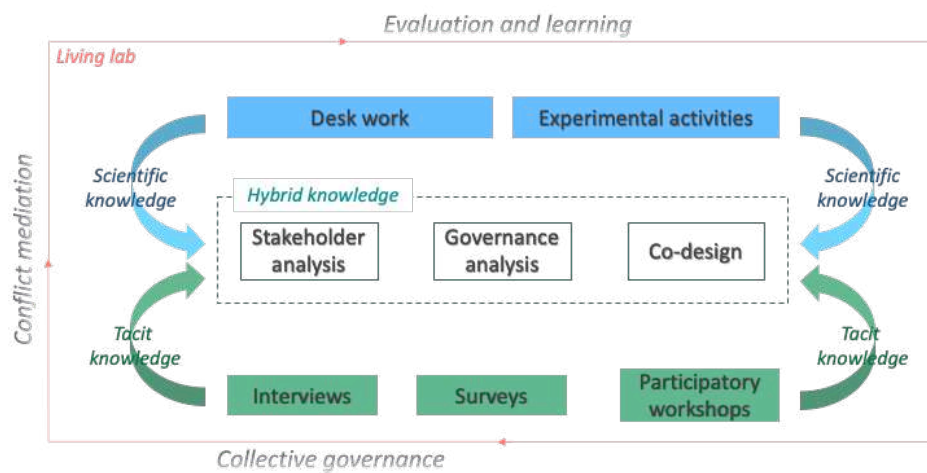 Evaluation and learning
Living lab
Desk work
Experimental activities
Conflict mediation
Scientific
knowledge
Scientific
knowledge
Hybrid knowledge
Stakeholder
analysis
Governance
analysis
Co-design
Tacit
knowledge
Tacit
knowledge
Interviews
Surveys
Participatory
workshops
Collective governance